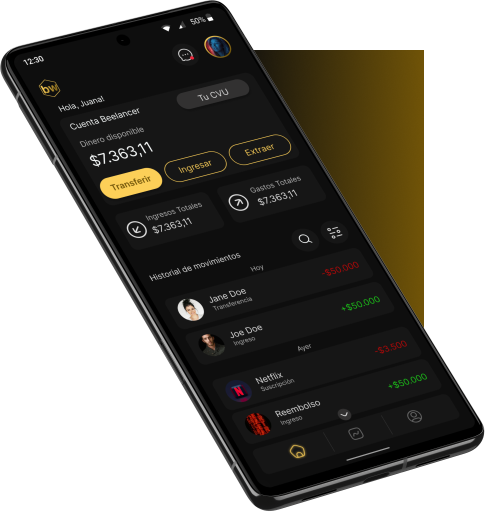 12:30
50%
bw
Hola, Juana!
Cuenta Beelancer
Tu CVU
Dinero disponible
$7.363,11
Transferir
Ingresar
Extraer
Ingresos Totales
$7.363,11
Gastos Totales
$7.363,11
Historial de movimientos
Hoy
Jane Doe
Transferencia
-$50.000
Joe Doe
Ingreso
+$50.000
Ayer
N
Netflix
Suscripción
-$3.500
Reembolso
Ingreso
+$50.000